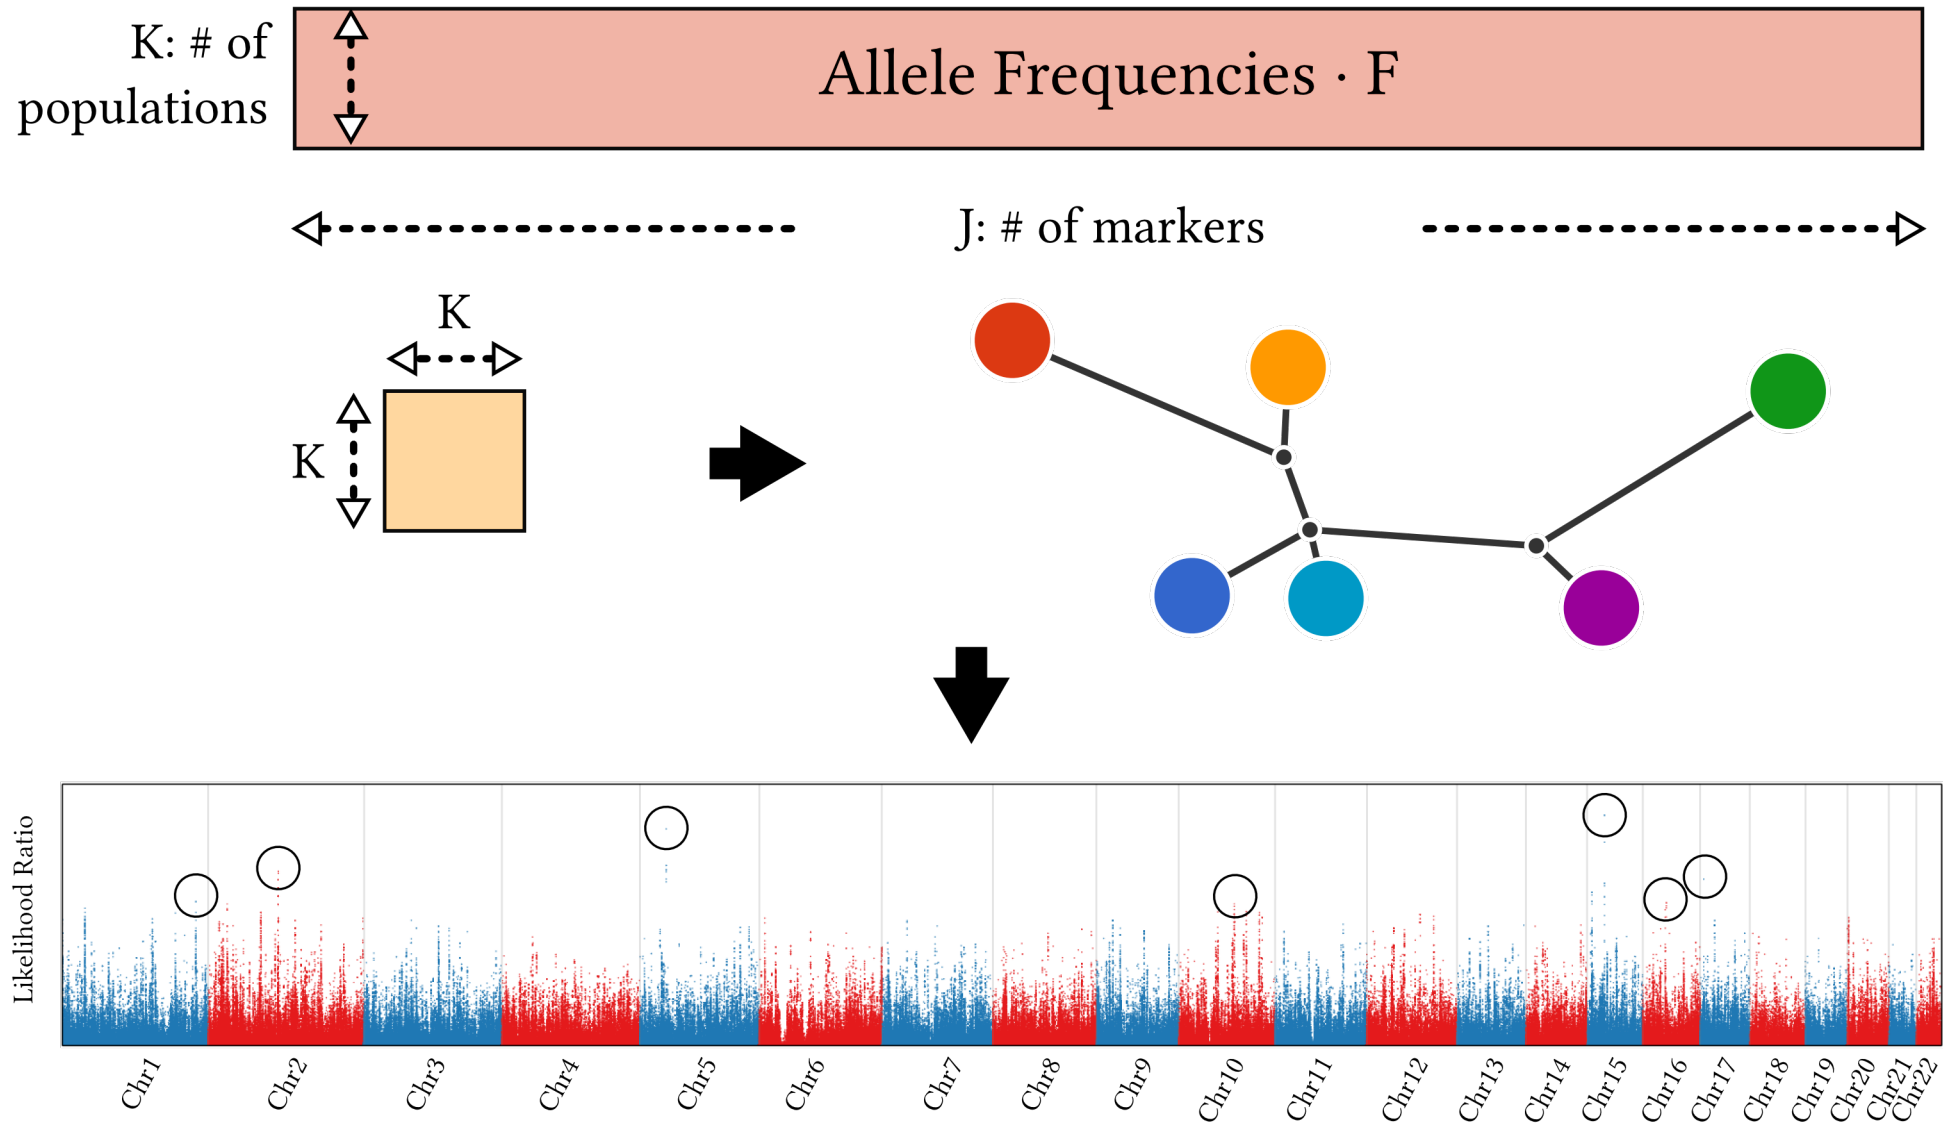 K: # of
populations
Allele Frequencies · F
J: # of markers
K
K
Likelihood Ratio
Chr1
Chr2
Chr3
Chr4
Chr5
Chr6
Chr7
Chr8
Chr9
Chr10
Chr11
Chr12
Chr13
Chr14
Chr15
Chr16
Chr17
Chr18
Chr19
Chr20
Chr21
Chr22